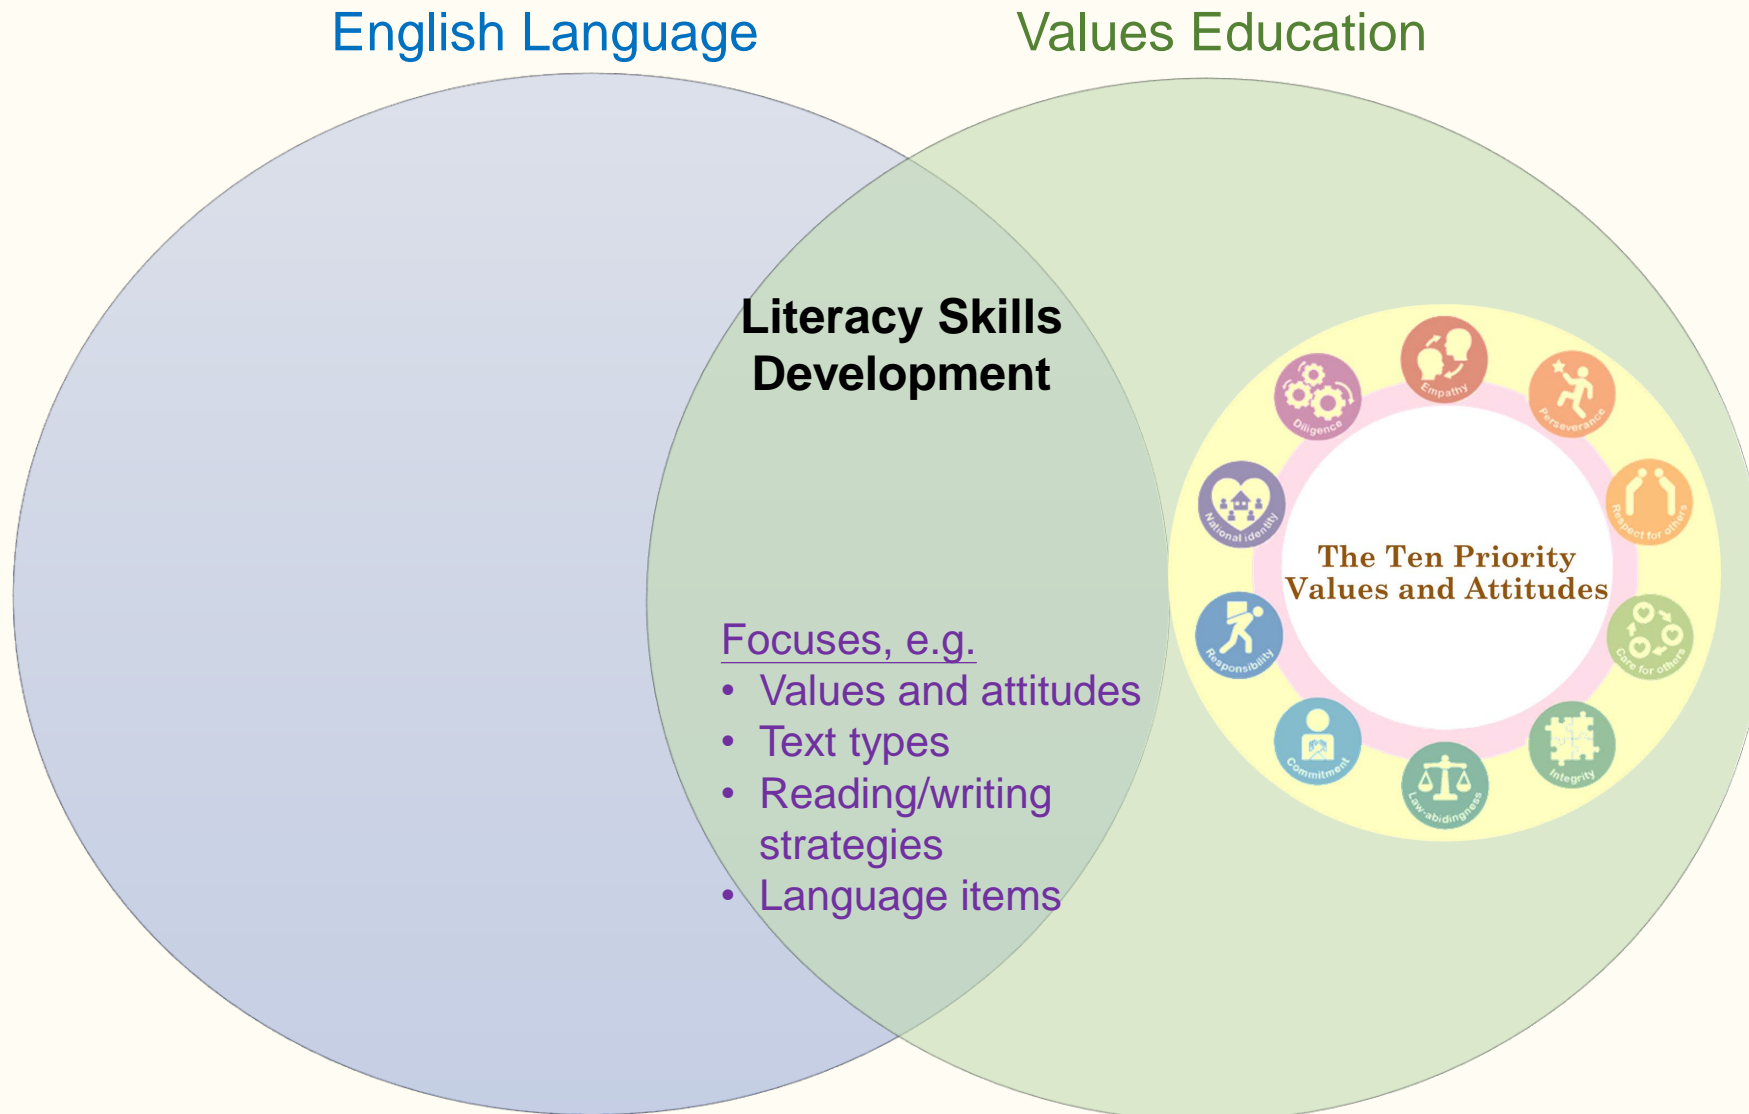 English Language
Values Education
Literacy Skills
Development
Focuses, e.g.
• Values and attitudes
• Text types
• Reading/writing
strategies
• Language items
The Ten Priority
Values and Attitudes
Empathy
Perseverance
Respect for others
Care for others
Integrity
Law-abidingness
Commitment
Responsibility
National identity
Diligence